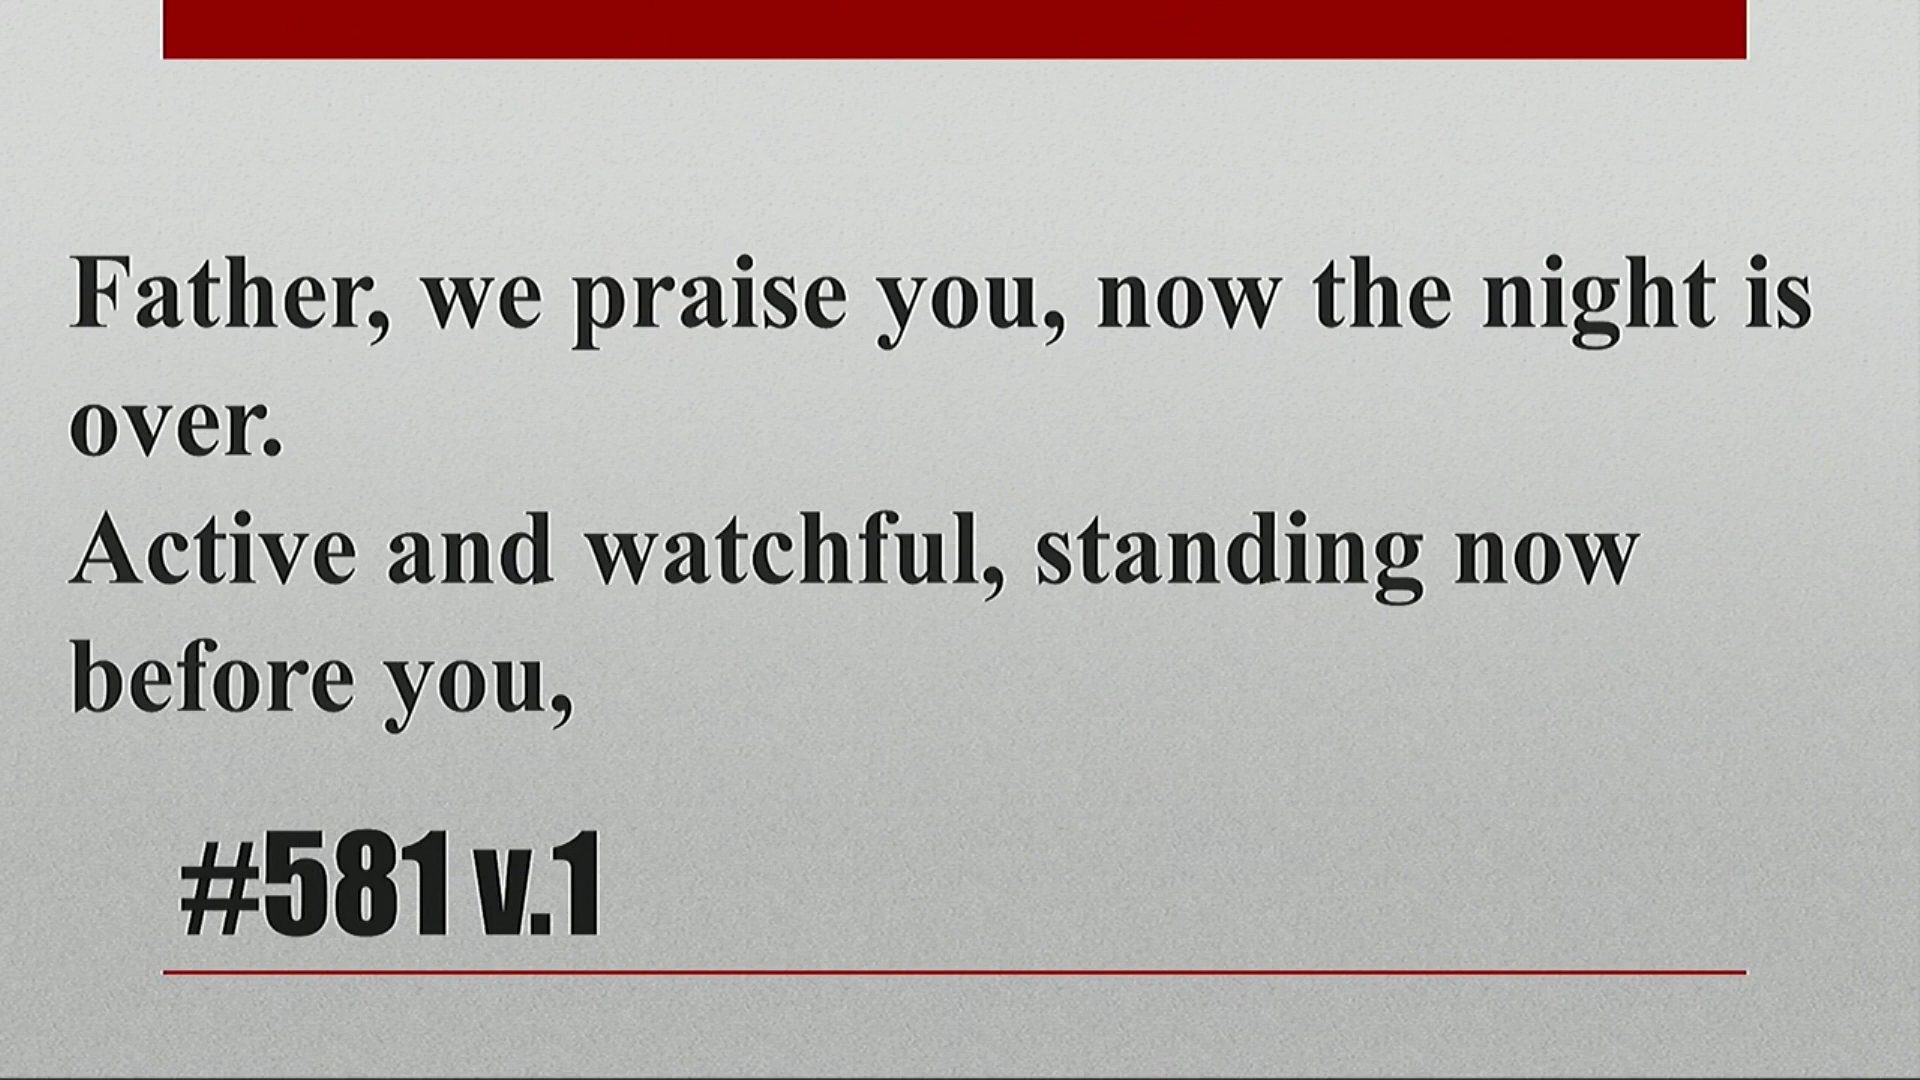 Father, we praise you, now the night is
over.
Active and watchful, standing now
before you,
#581 v.1